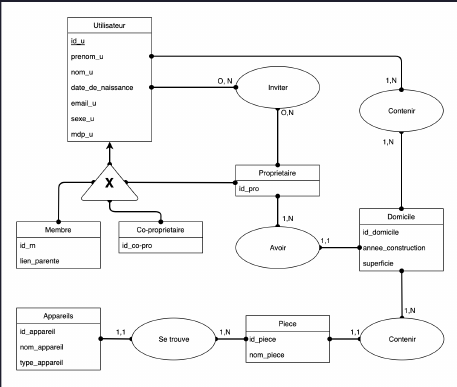 Utilisateur
id_u
prenom_u
nom_u
date_de_naissance
email_u
sexe_u
mdp_u
O, N
Inviter
O,N
1,N
Contenir
1,N
X
Proprietaire
id_pro
Membre
id_m
lien_parente
Co-proprietaire
id_co-pro
1,N
Avoir
1,1
Domicile
id_domicile
annee_construction
superficie
1,N
Appareils
id_appareil
nom_appareil
type_appareil
1,1
Se trouve
1,N
Piece
id_piece
nom_piece
1,1
Contenir